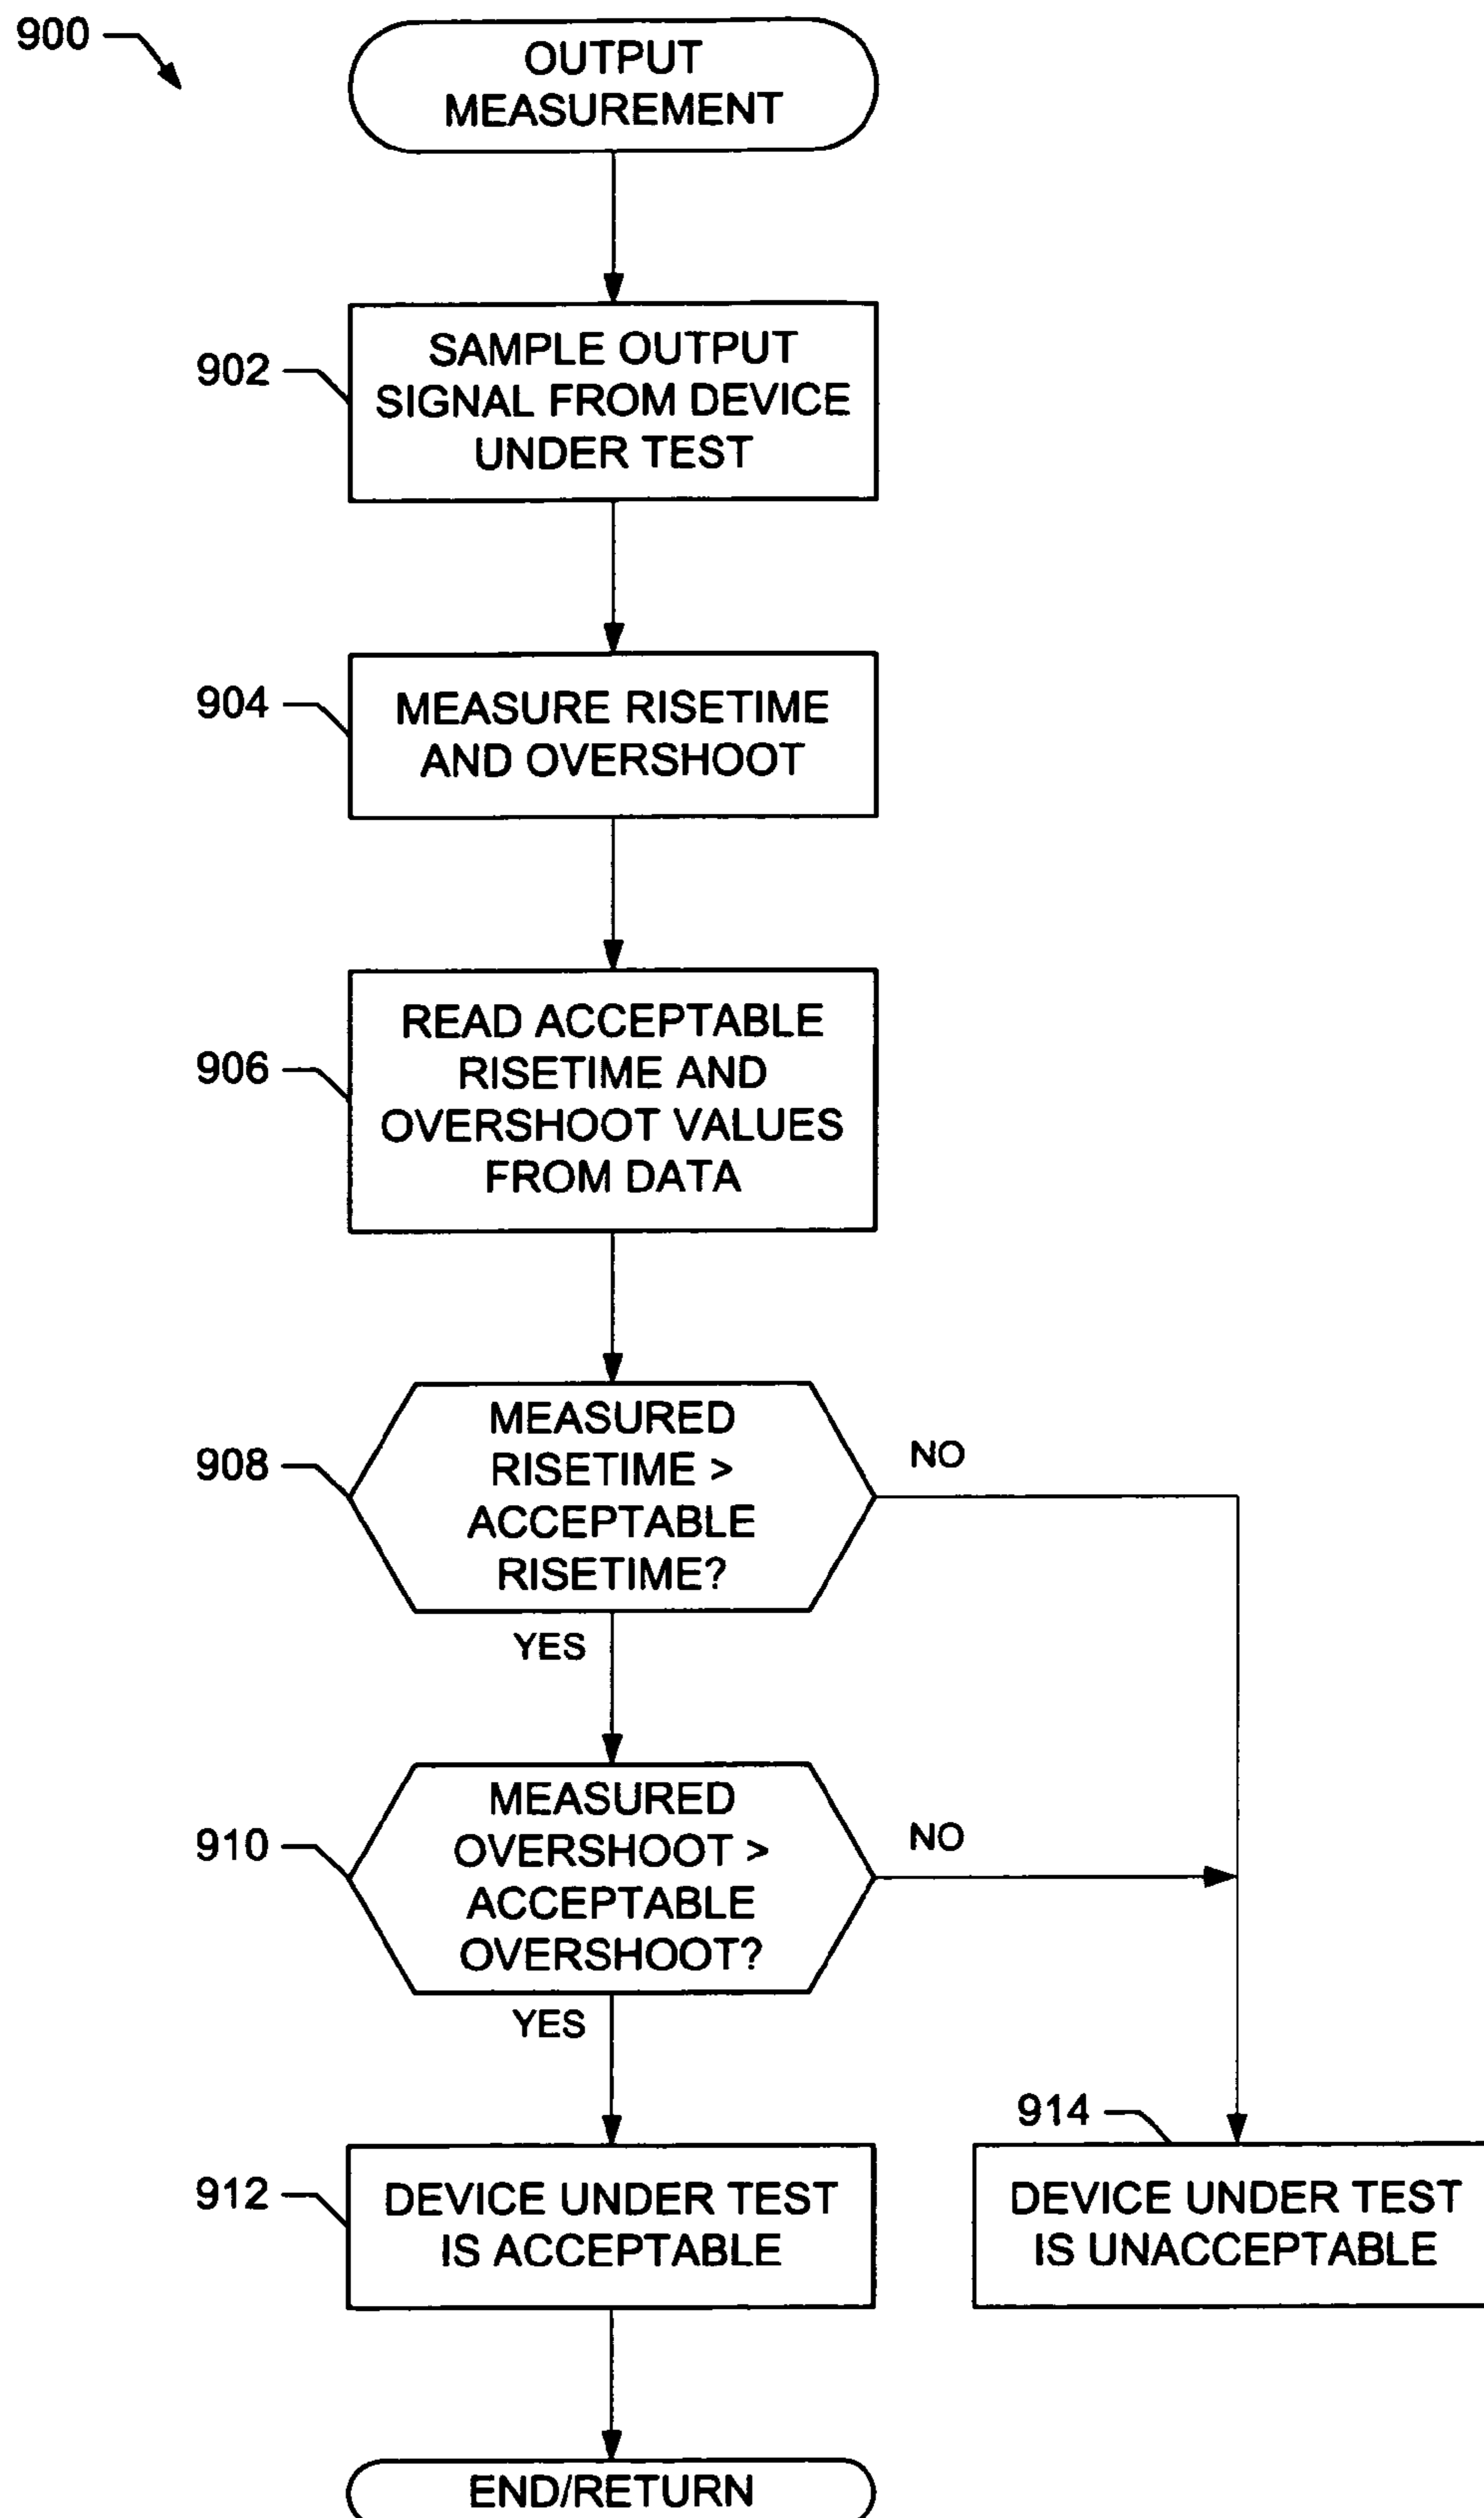 900
OUTPUT
MEASUREMENT
902
SAMPLE OUTPUT
SIGNAL FROM DEVICE
UNDER TEST
904
MEASURE RISETIME
AND OVERSHOOT
906
READ ACCEPTABLE
RISETIME AND
OVERSHOOT VALUES
FROM DATA
908
MEASURED
RISETIME >
ACCEPTABLE
RISETIME?
NO
YES
910
MEASURED
OVERSHOOT >
ACCEPTABLE
OVERSHOOT?
NO
YES
912
DEVICE UNDER TEST
IS ACCEPTABLE
914
DEVICE UNDER TEST
IS UNACCEPTABLE
END/RETURN